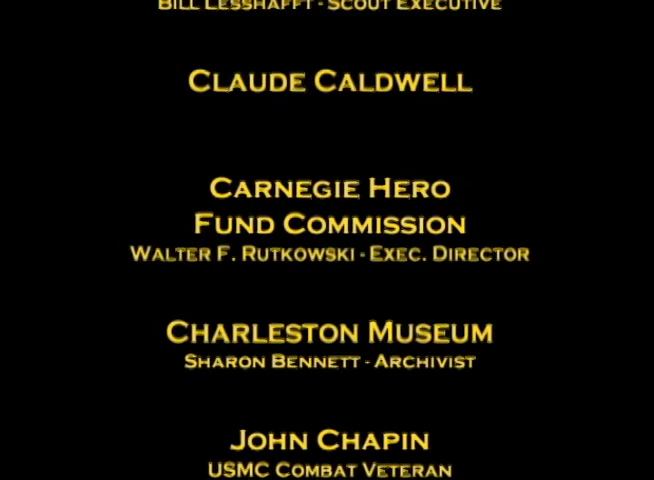 BILL LESSHAFFT - SCOUT EXECUTIVE
CLAUDE CALDWELL
CARNEGIE HERO
FUND COMMISSION
WALTER F. RUTKOWSKI - EXEC. DIRECTOR
CHARLESTON MUSEUM
SHARON BENNETT - ARCHIVIST
JOHN CHAPIN
USMC COMBAT VETERAN